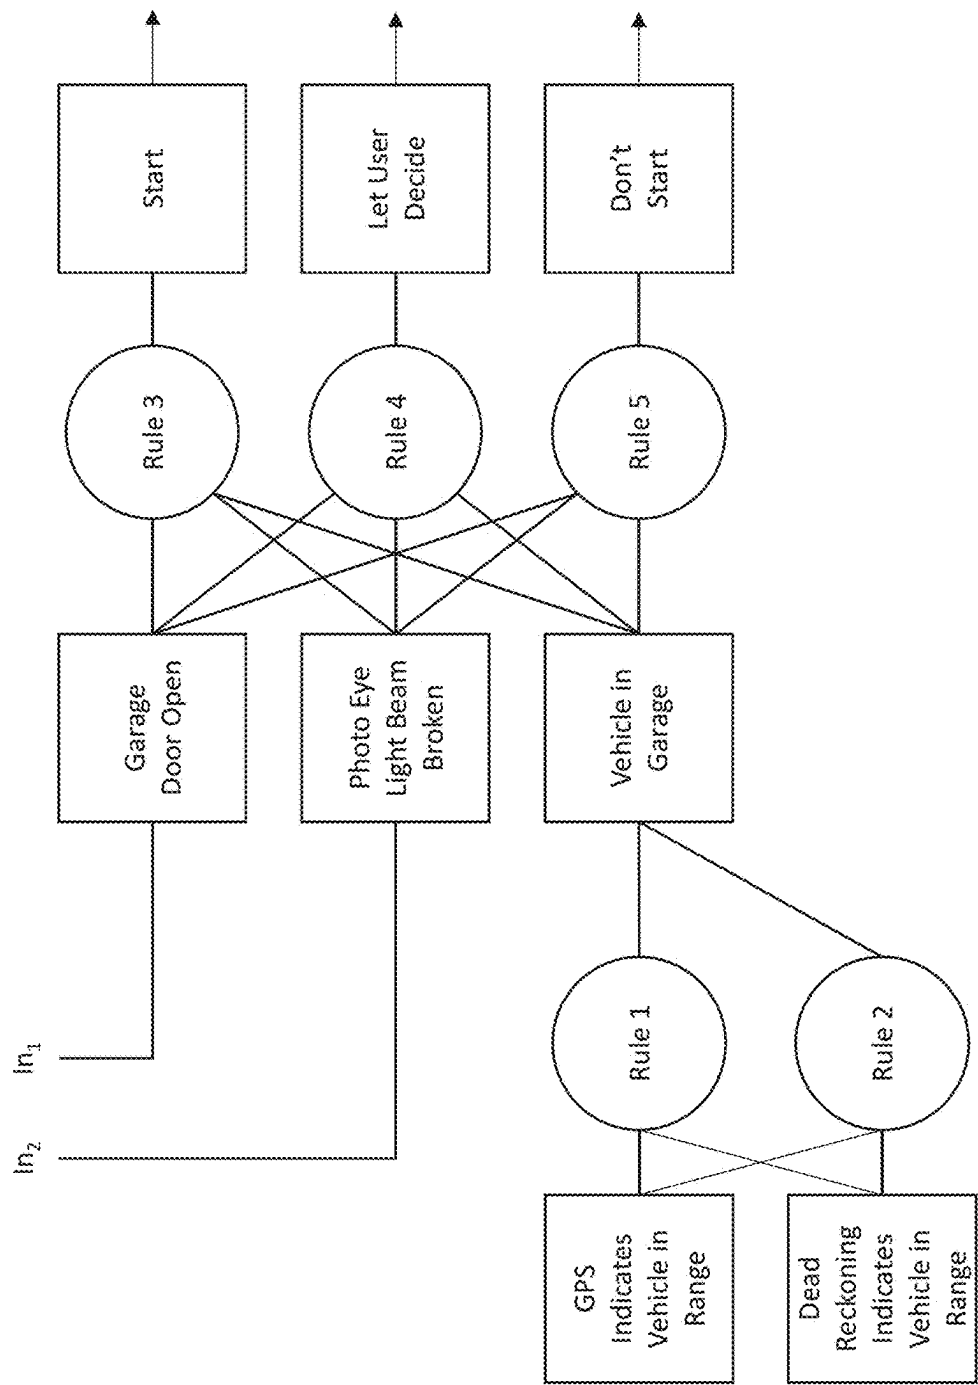 In₁
In₂
GPS
Indicates
Vehicle in
Range
Dead
Reckoning
Indicates
Vehicle in
Range
Rule 1
Rule 2
Garage
Door Open
Photo Eye
Light Beam
Broken
Vehicle in
Garage
Rule 3
Rule 4
Rule 5
Start
Let User
Decide
Don't
Start